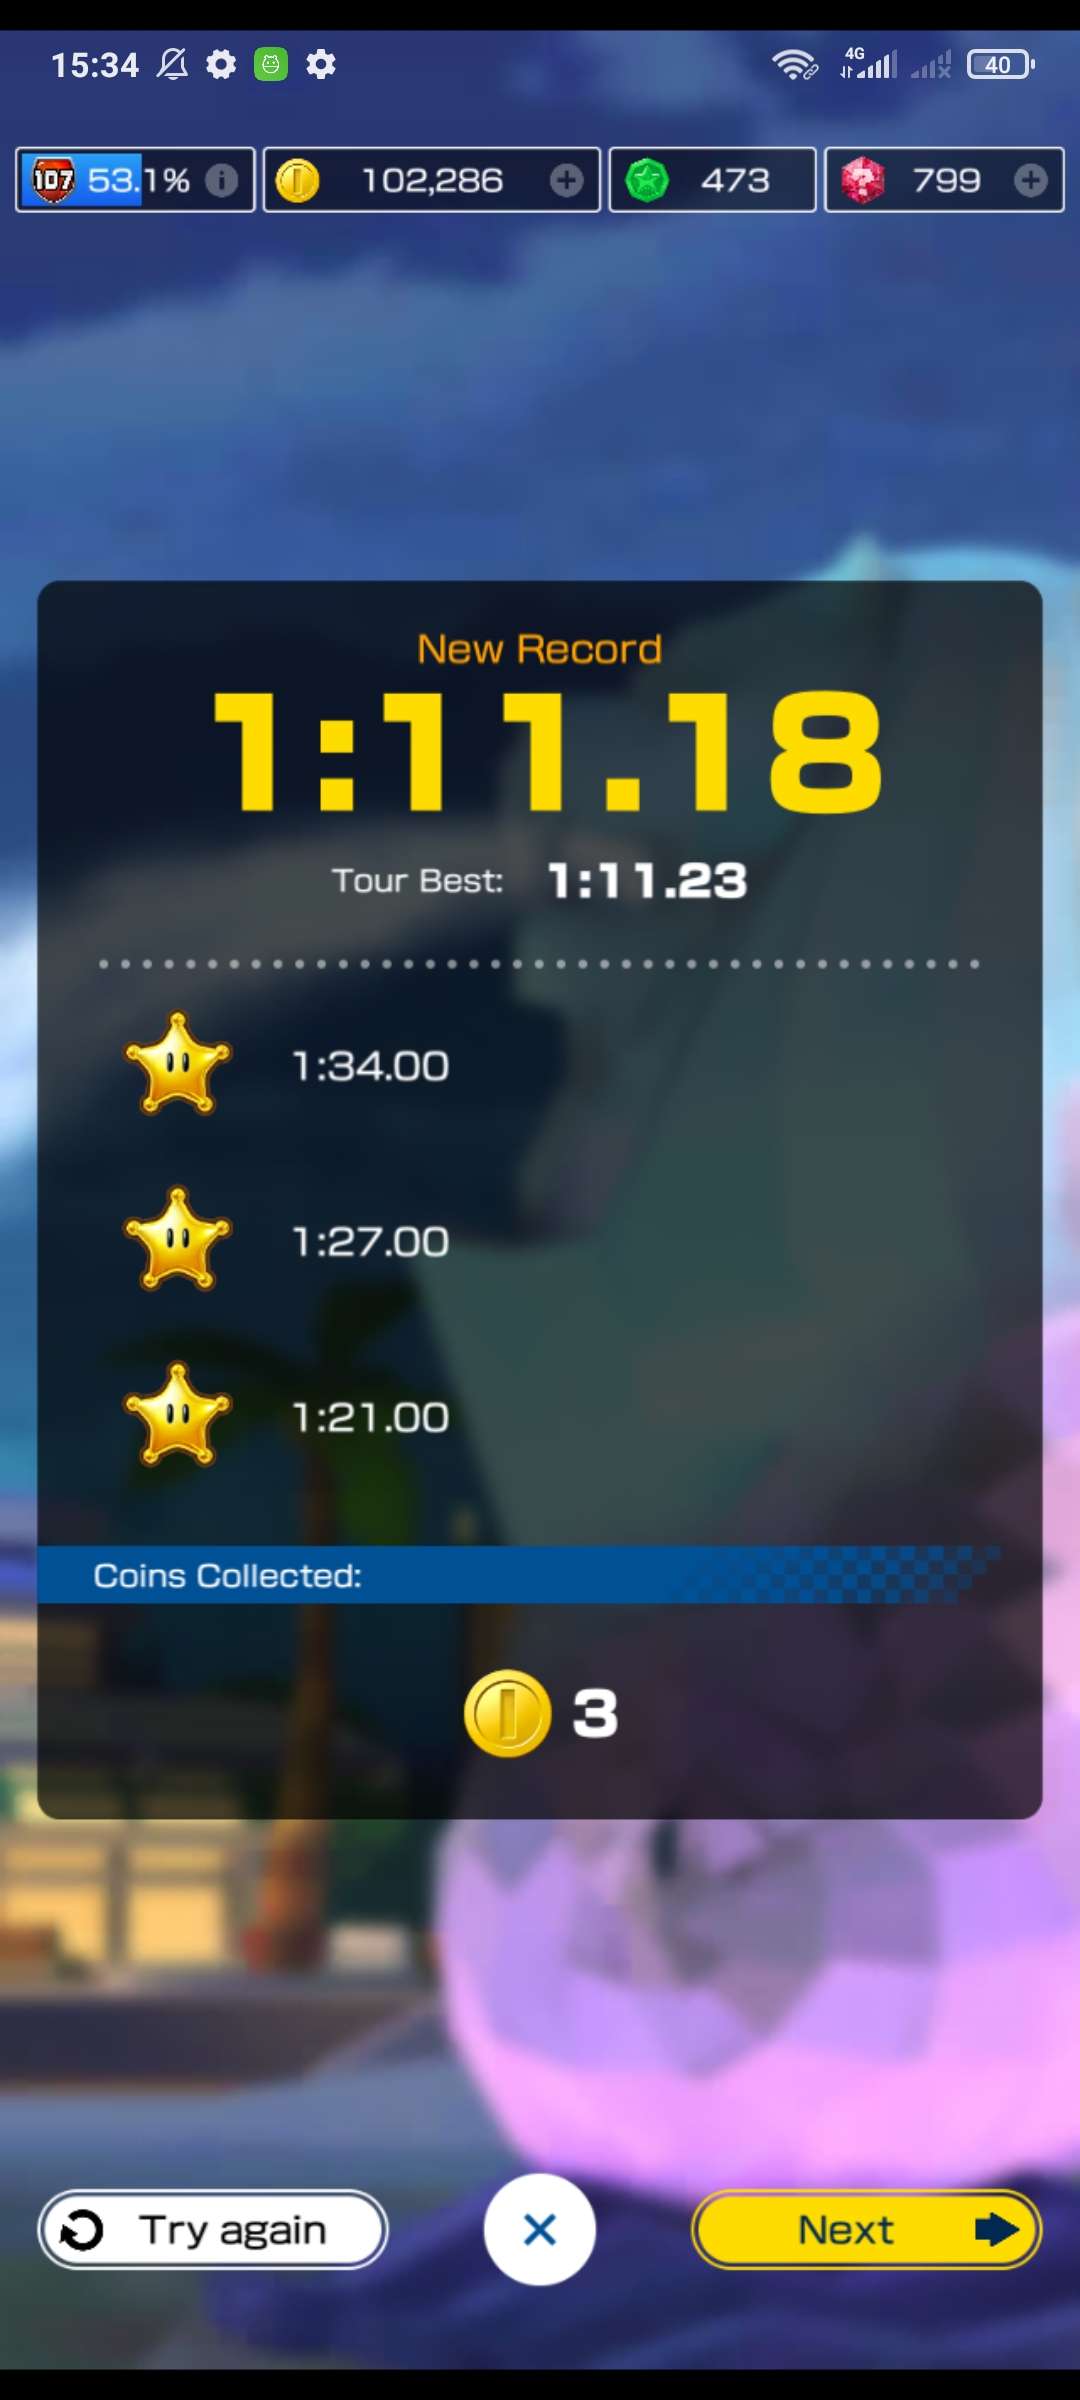 15:34 4G 40
107 53.1% i 102,286 + 473 ? 799 +
New Record
1:11.18
Tour Best: 1:11.23
1:34.00
1:27.00
1:21.00
Coins Collected:
3
Try again × Next